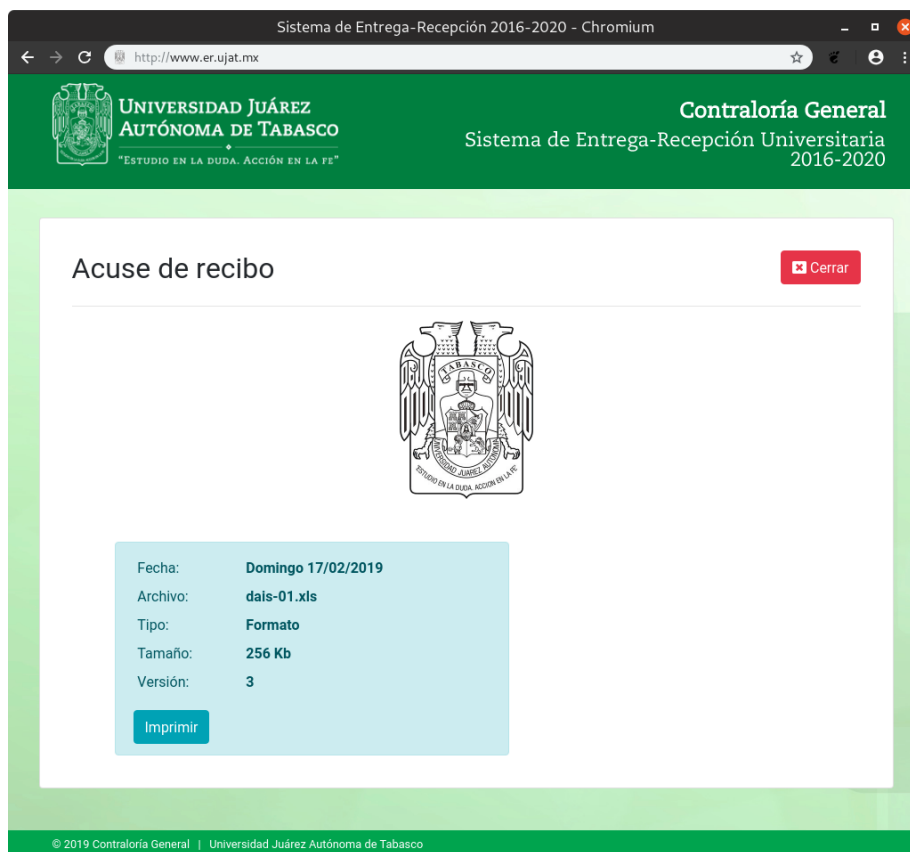 Sistema de Entrega-Recepción 2016-2020 - Chromium
http://www.er.ujat.mx
Universidad Juárez
Autónoma de Tabasco
"Estudio en la duda. Acción en la fe"
Contraloría General
Sistema de Entrega-Recepción Universitaria
2016-2020
Acuse de recibo
Cerrar
TABASCO
UNIVERSIDAD JUAREZ AUTONOMA
"ESTUDIO EN LA DUDA. ACCION EN LA FE"
Fecha: Domingo 17/02/2019
Archivo: dais-01.xls
Tipo: Formato
Tamaño: 256 Kb
Versión: 3
Imprimir
© 2019 Contraloría General | Universidad Juárez Autónoma de Tabasco